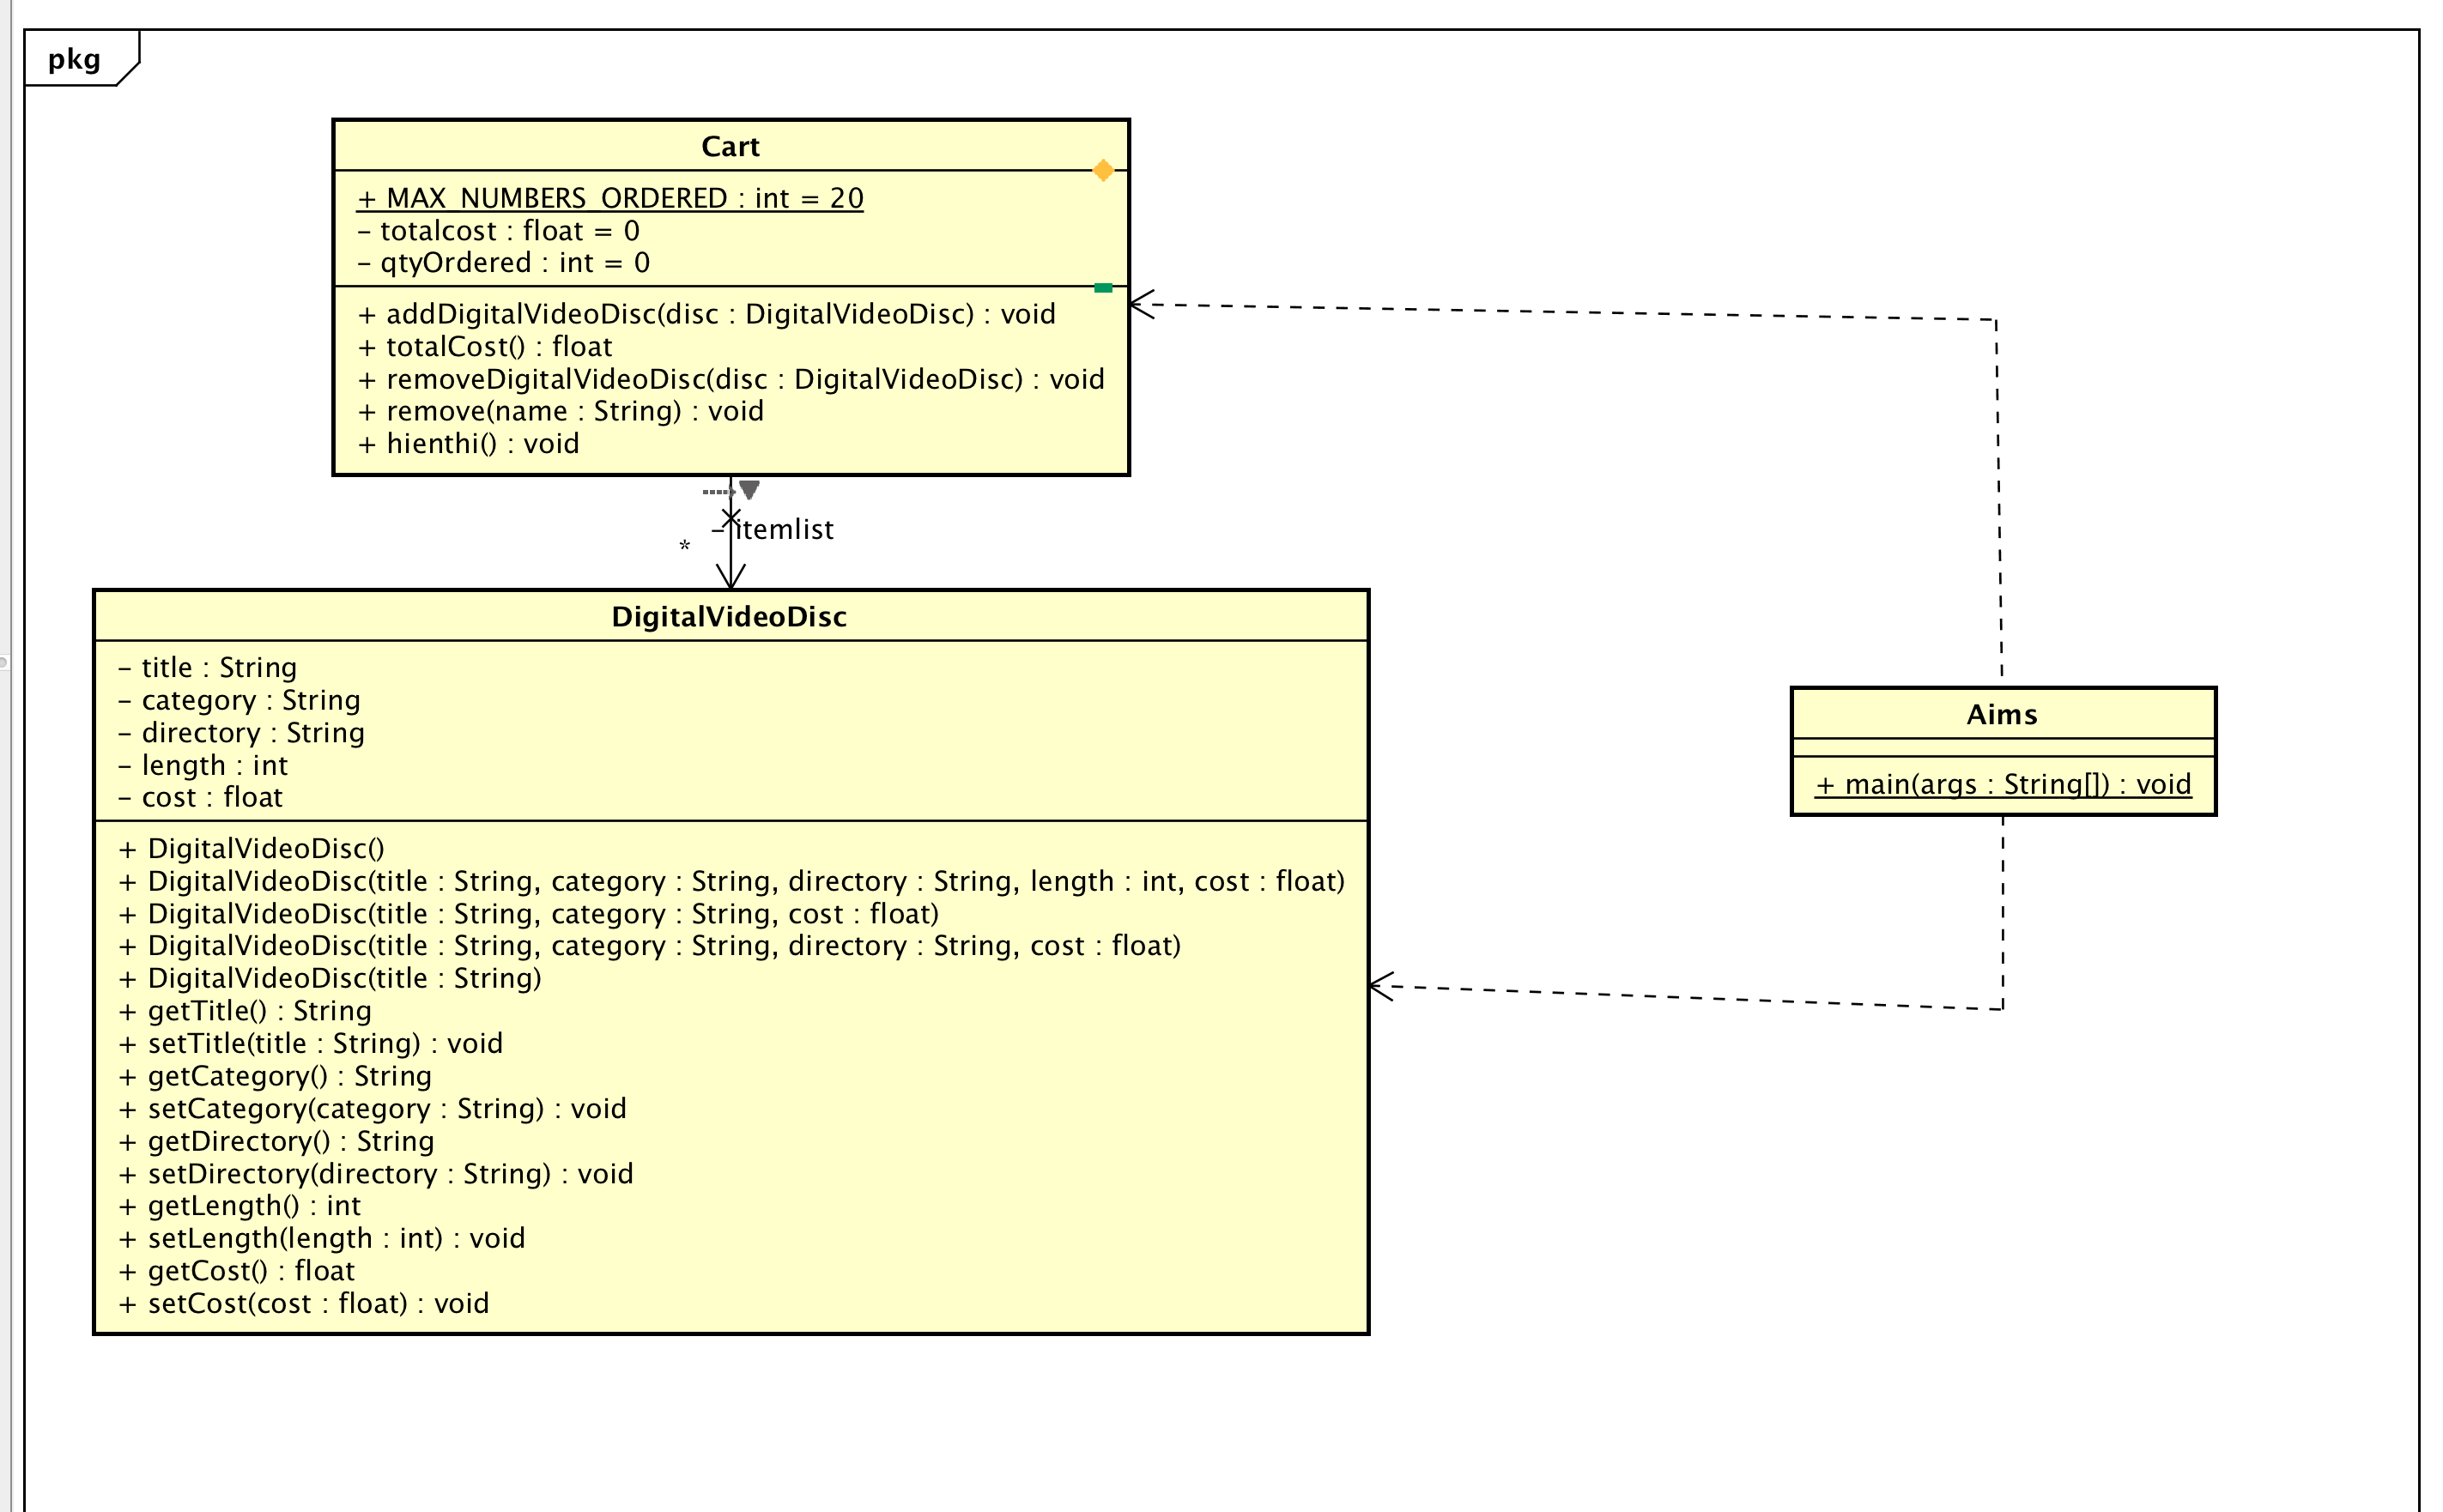 pkg
Cart
+ MAX_NUMBERS_ORDERED : int = 20
- totalcost : float = 0
- qtyOrdered : int = 0
+ addDigitalVideoDisc(disc : DigitalVideoDisc) : void
+ totalCost() : float
+ removeDigitalVideoDisc(disc : DigitalVideoDisc) : void
+ remove(name : String) : void
+ hienthi() : void
- itemlist
*
DigitalVideoDisc
- title : String
- category : String
- directory : String
- length : int
- cost : float
+ DigitalVideoDisc()
+ DigitalVideoDisc(title : String, category : String, directory : String, length : int, cost : float)
+ DigitalVideoDisc(title : String, category : String, cost : float)
+ DigitalVideoDisc(title : String, category : String, directory : String, cost : float)
+ DigitalVideoDisc(title : String)
+ getTitle() : String
+ setTitle(title : String) : void
+ getCategory() : String
+ setCategory(category : String) : void
+ getDirectory() : String
+ setDirectory(directory : String) : void
+ getLength() : int
+ setLength(length : int) : void
+ getCost() : float
+ setCost(cost : float) : void
Aims
+ main(args : String[]) : void